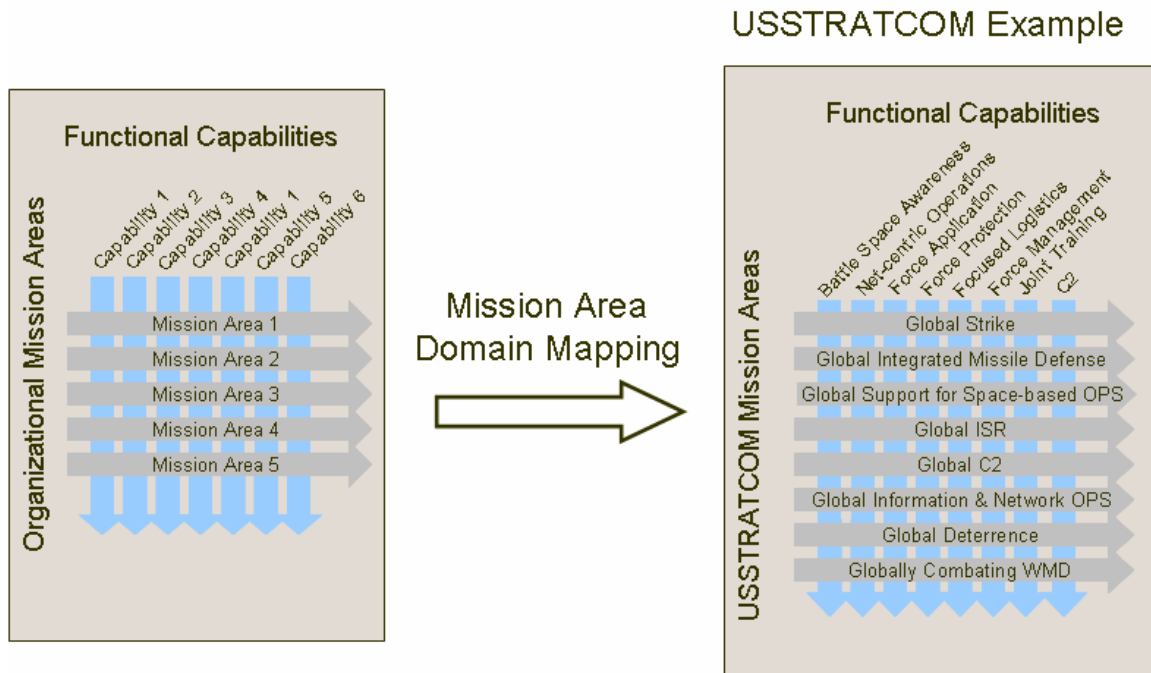 USSTRATCOM Example
Functional Capabilities
Organizational Mission Areas
Capability 1
Capability 2
Capability 3
Capability 4
Capability 1
Capability 5
Capability 6
Mission Area 1
Mission Area 2
Mission Area 3
Mission Area 4
Mission Area 5
Mission Area
Domain Mapping
Functional Capabilities
USSTRATCOM Mission Areas
Battle Space Awareness
Net-centric Operations
Force Application
Force Protection
Focused Logistics
Force Management
Joint Training
C2
Global Strike
Global Integrated Missile Defense
Global Support for Space-based OPS
Global ISR
Global C2
Global Information & Network OPS
Global Deterrence
Globally Combating WMD